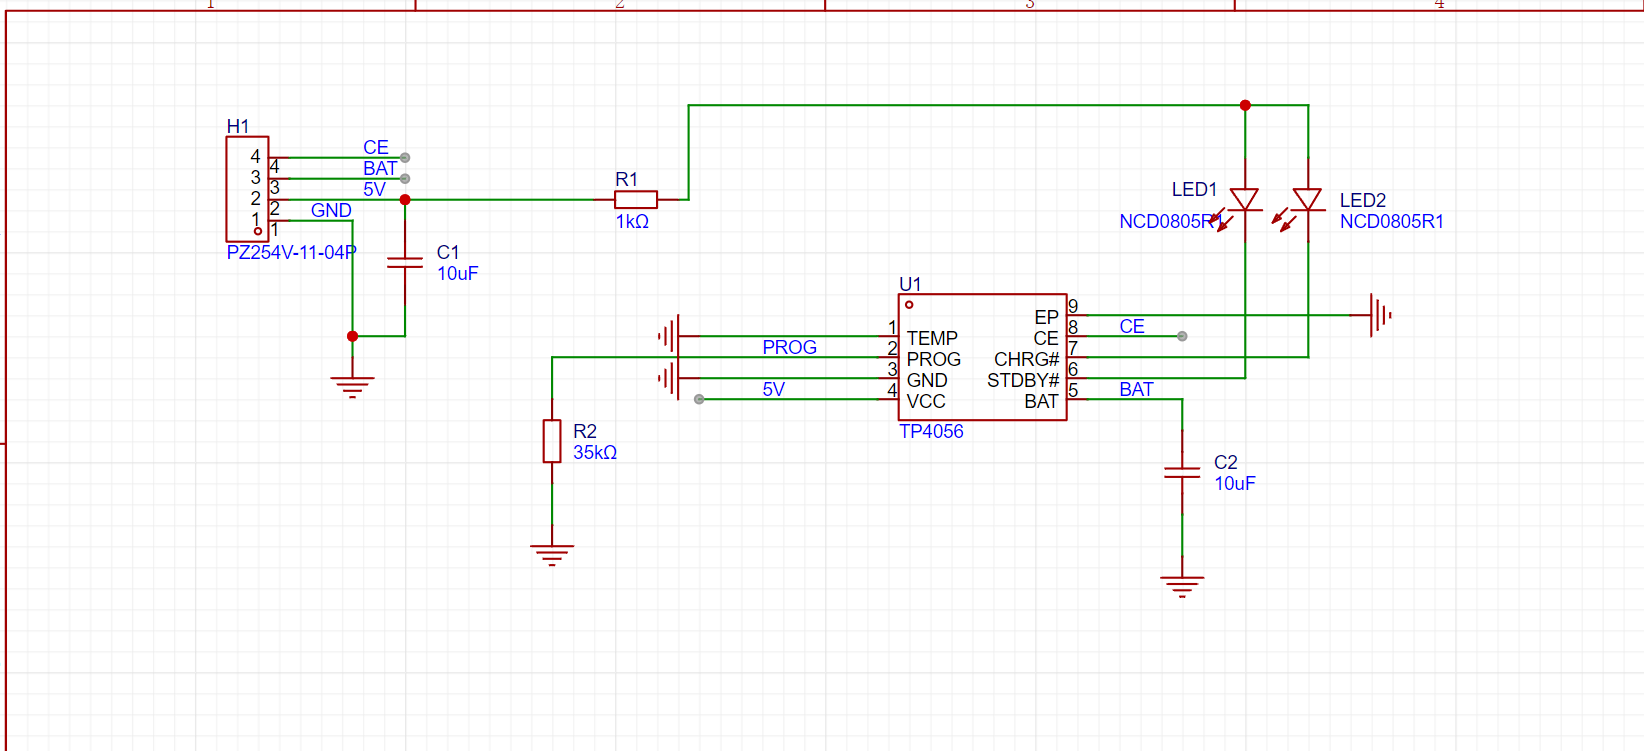 1 2 3 4
H1
4 4 CE
3 3 BAT
2 2 5V
1 1 GND
PZ254V-11-04P
C1
10uF
R1
1kΩ
LED1
NCD0805R1
LED2
NCD0805R1
U1
EP 9
1 TEMP CE 8 CE
PROG 2 PROG CHRG# 7
3 GND STDBY# 6
5V 4 VCC BAT 5 BAT
TP4056
R2
35kΩ
C2
10uF